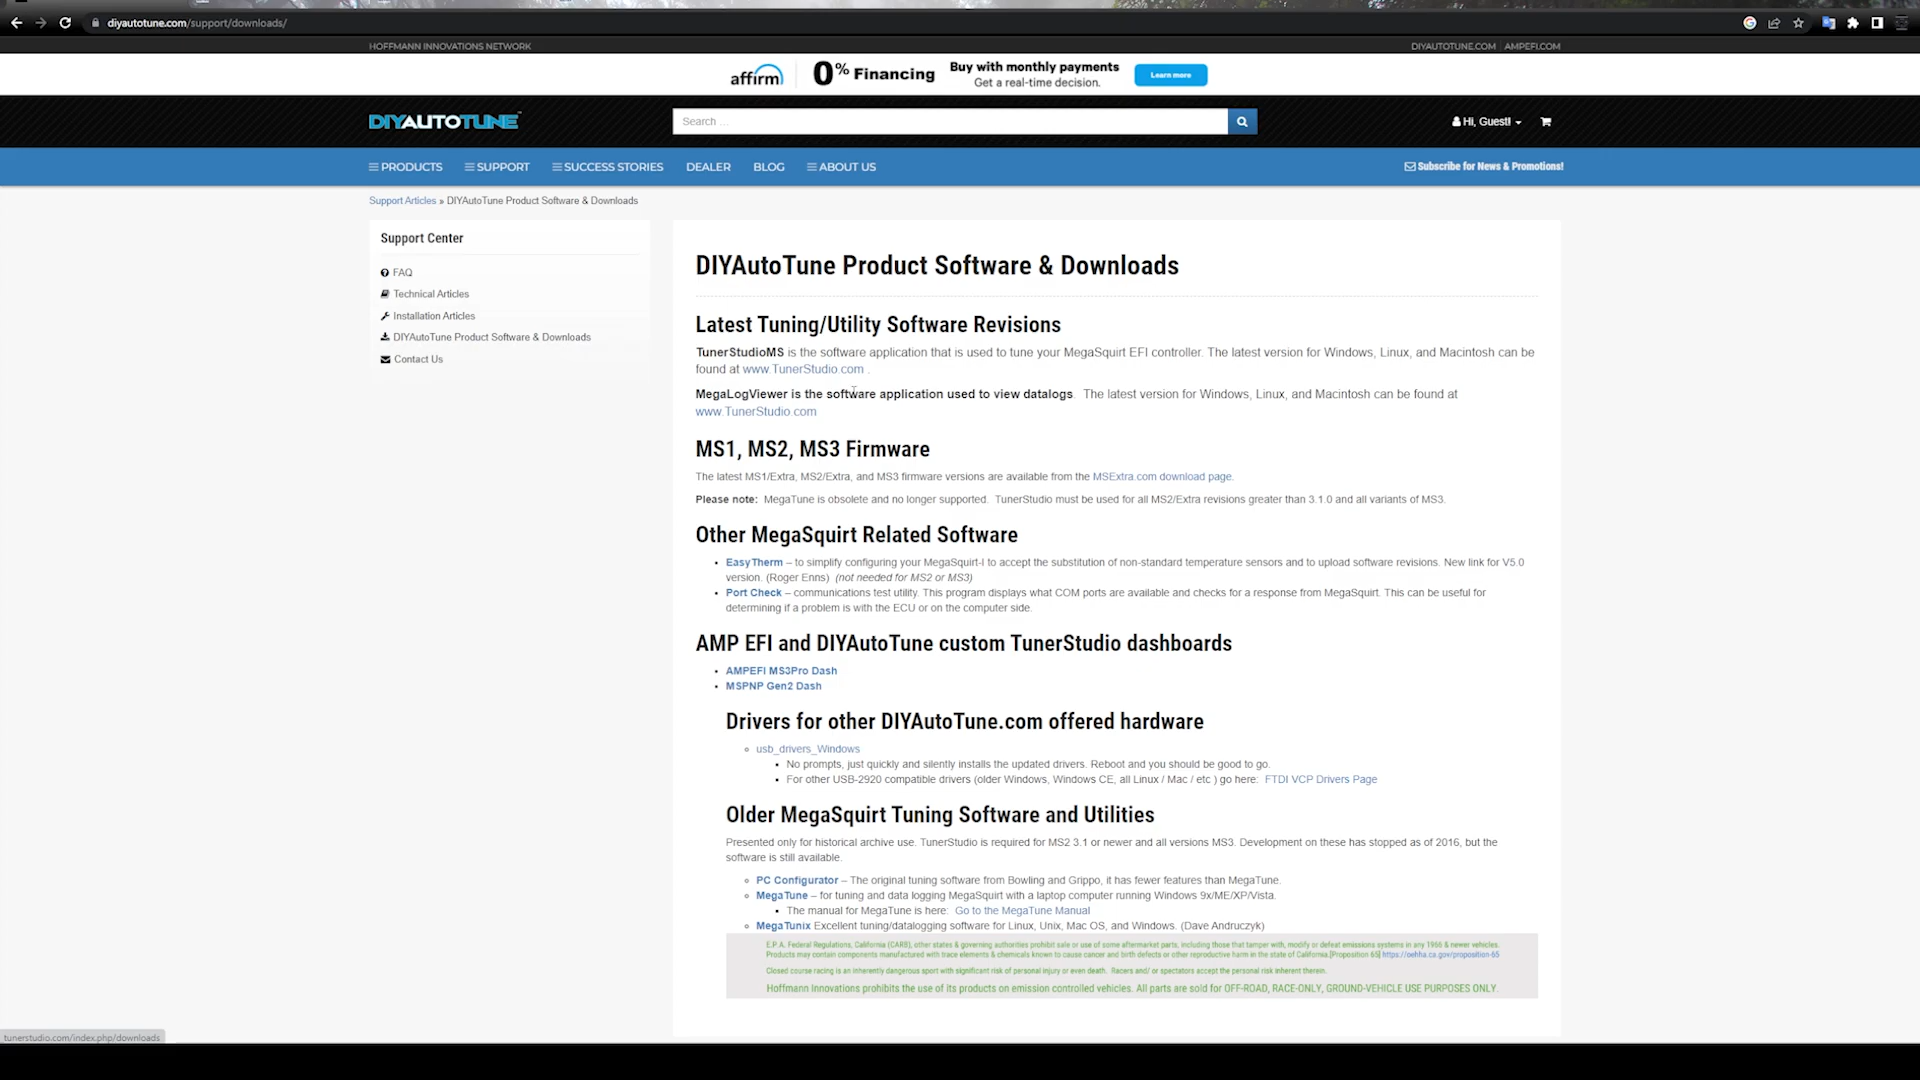 diyautotune.com/support/downloads/
HOFFMANN INNOVATIONS NETWORK
DIYAUTOTUNE.COM | AMPEFI.COM
affirm
0% Financing
Buy with monthly payments
Get a real-time decision.
Learn more
DIYAUTOTUNE
Search ...
Hi, Guest!
PRODUCTS
SUPPORT
SUCCESS STORIES
DEALER
BLOG
ABOUT US
Subscribe for News & Promotions!
Support Articles » DIYAutoTune Product Software & Downloads
Support Center
FAQ
Technical Articles
Installation Articles
DIYAutoTune Product Software & Downloads
Contact Us
DIYAutoTune Product Software & Downloads
Latest Tuning/Utility Software Revisions
TunerStudioMS is the software application that is used to tune your MegaSquirt EFI controller. The latest version for Windows, Linux, and Macintosh can be
found at www.TunerStudio.com .
MegaLogViewer is the software application used to view datalogs. The latest version for Windows, Linux, and Macintosh can be found at
www.TunerStudio.com
MS1, MS2, MS3 Firmware
The latest MS1/Extra, MS2/Extra, and MS3 firmware versions are available from the MSExtra.com download page.
Please note: MegaTune is obsolete and no longer supported. TunerStudio must be used for all MS2/Extra revisions greater than 3.1.0 and all variants of MS3.
Other MegaSquirt Related Software
• EasyTherm – to simplify configuring your MegaSquirt-I to accept the substitution of non-standard temperature sensors and to upload software revisions. New link for V5.0
version. (Roger Enns) (not needed for MS2 or MS3)
• Port Check – communications test utility. This program displays what COM ports are available and checks for a response from MegaSquirt. This can be useful for
determining if a problem is with the ECU or on the computer side.
AMP EFI and DIYAutoTune custom TunerStudio dashboards
• AMPEFI MS3Pro Dash
• MSPNP Gen2 Dash
Drivers for other DIYAutoTune.com offered hardware
usb_drivers_Windows
No prompts, just quickly and silently installs the updated drivers. Reboot and you should be good to go.
For other USB-2920 compatible drivers (older Windows, Windows CE, all Linux / Mac / etc ) go here: FTDI VCP Drivers Page
Older MegaSquirt Tuning Software and Utilities
Presented only for historical archive use. TunerStudio is required for MS2 3.1 or newer and all versions MS3. Development on these has stopped as of 2016, but the
software is still available.
PC Configurator – The original tuning software from Bowling and Grippo, it has fewer features than MegaTune.
MegaTune – for tuning and data logging MegaSquirt with a laptop computer running Windows 9x/ME/XP/Vista.
The manual for MegaTune is here: Go to the MegaTune Manual
MegaTunix Excellent tuning/datalogging software for Linux, Unix, Mac OS, and Windows. (Dave Andruczyk)
E.P.A. Federal Regulations, California (CARB), other states & governing authorities prohibit sale or use of some aftermarket parts, including those that tamper with, modify or defeat emissions systems in any 1966 & newer vehicles.
Products may contain components manufactured with trace elements & chemicals known to cause cancer and birth defects or other reproductive harm in the state of California.[Proposition 65] https://oehha.ca.gov/proposition-65
Closed course racing is an inherently dangerous sport with significant risk of personal injury or even death. Racers and/ or spectators accept the personal risk inherent therein.
Hoffmann Innovations prohibits the use of its products on emission controlled vehicles. All parts are sold for OFF-ROAD, RACE-ONLY, GROUND-VEHICLE USE PURPOSES ONLY.
tunerstudio.com/index.php/downloads